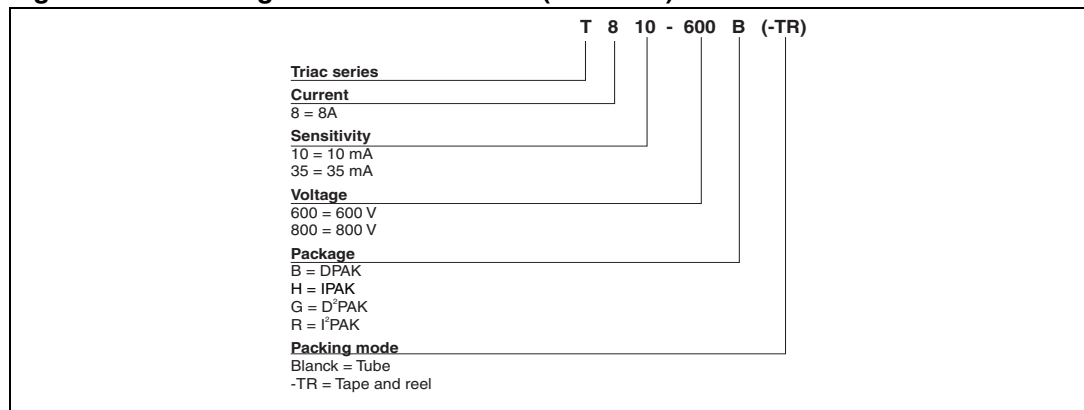 T 8 10 - 600 B (-TR)
Triac series
Current
8 = 8A
Sensitivity
10 = 10 mA
35 = 35 mA
Voltage
600 = 600 V
800 = 800 V
Package
B = DPAK
H = IPAK
G = D²PAK
R = I²PAK
Packing mode
Blanck = Tube
-TR = Tape and reel